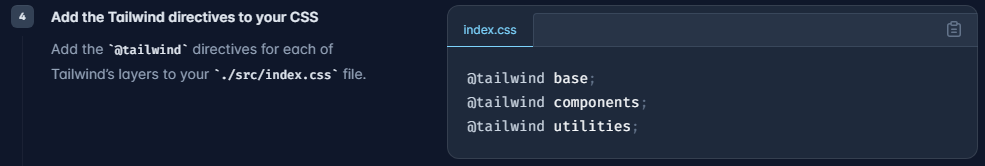 4 Add the Tailwind directives to your CSS
Add the `@tailwind` directives for each of
Tailwind’s layers to your `./src/index.css` file.
index.css
@tailwind base;
@tailwind components;
@tailwind utilities;